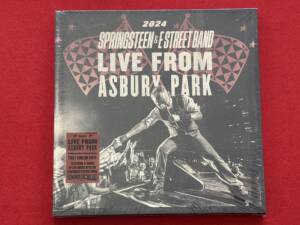 2024
SPRINGSTEEN & E STREET BAND
LIVE FROM
ASBURY PARK
LIVE FROM
ASBURY PARK